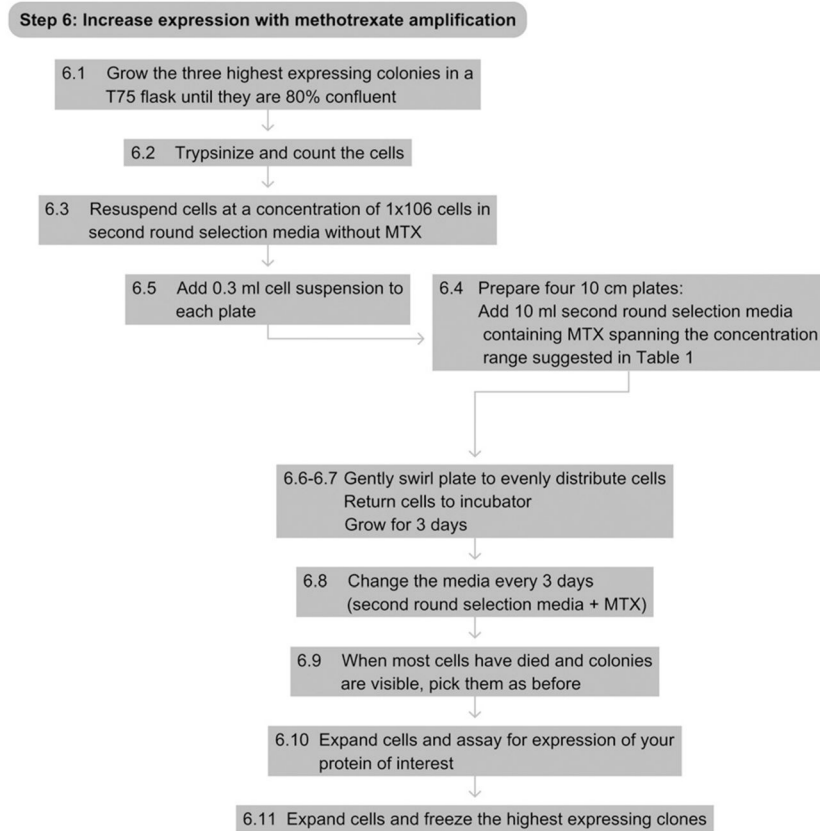 Step 6: Increase expression with methotrexate amplification
6.1 Grow the three highest expressing colonies in a
T75 flask until they are 80% confluent
6.2 Trypsinize and count the cells
6.3 Resuspend cells at a concentration of 1x106 cells in
second round selection media without MTX
6.5 Add 0.3 ml cell suspension to
each plate
6.4 Prepare four 10 cm plates:
Add 10 ml second round selection media
containing MTX spanning the concentration
range suggested in Table 1
6.6-6.7 Gently swirl plate to evenly distribute cells
Return cells to incubator
Grow for 3 days
6.8 Change the media every 3 days
(second round selection media + MTX)
6.9 When most cells have died and colonies
are visible, pick them as before
6.10 Expand cells and assay for expression of your
protein of interest
6.11 Expand cells and freeze the highest expressing clones